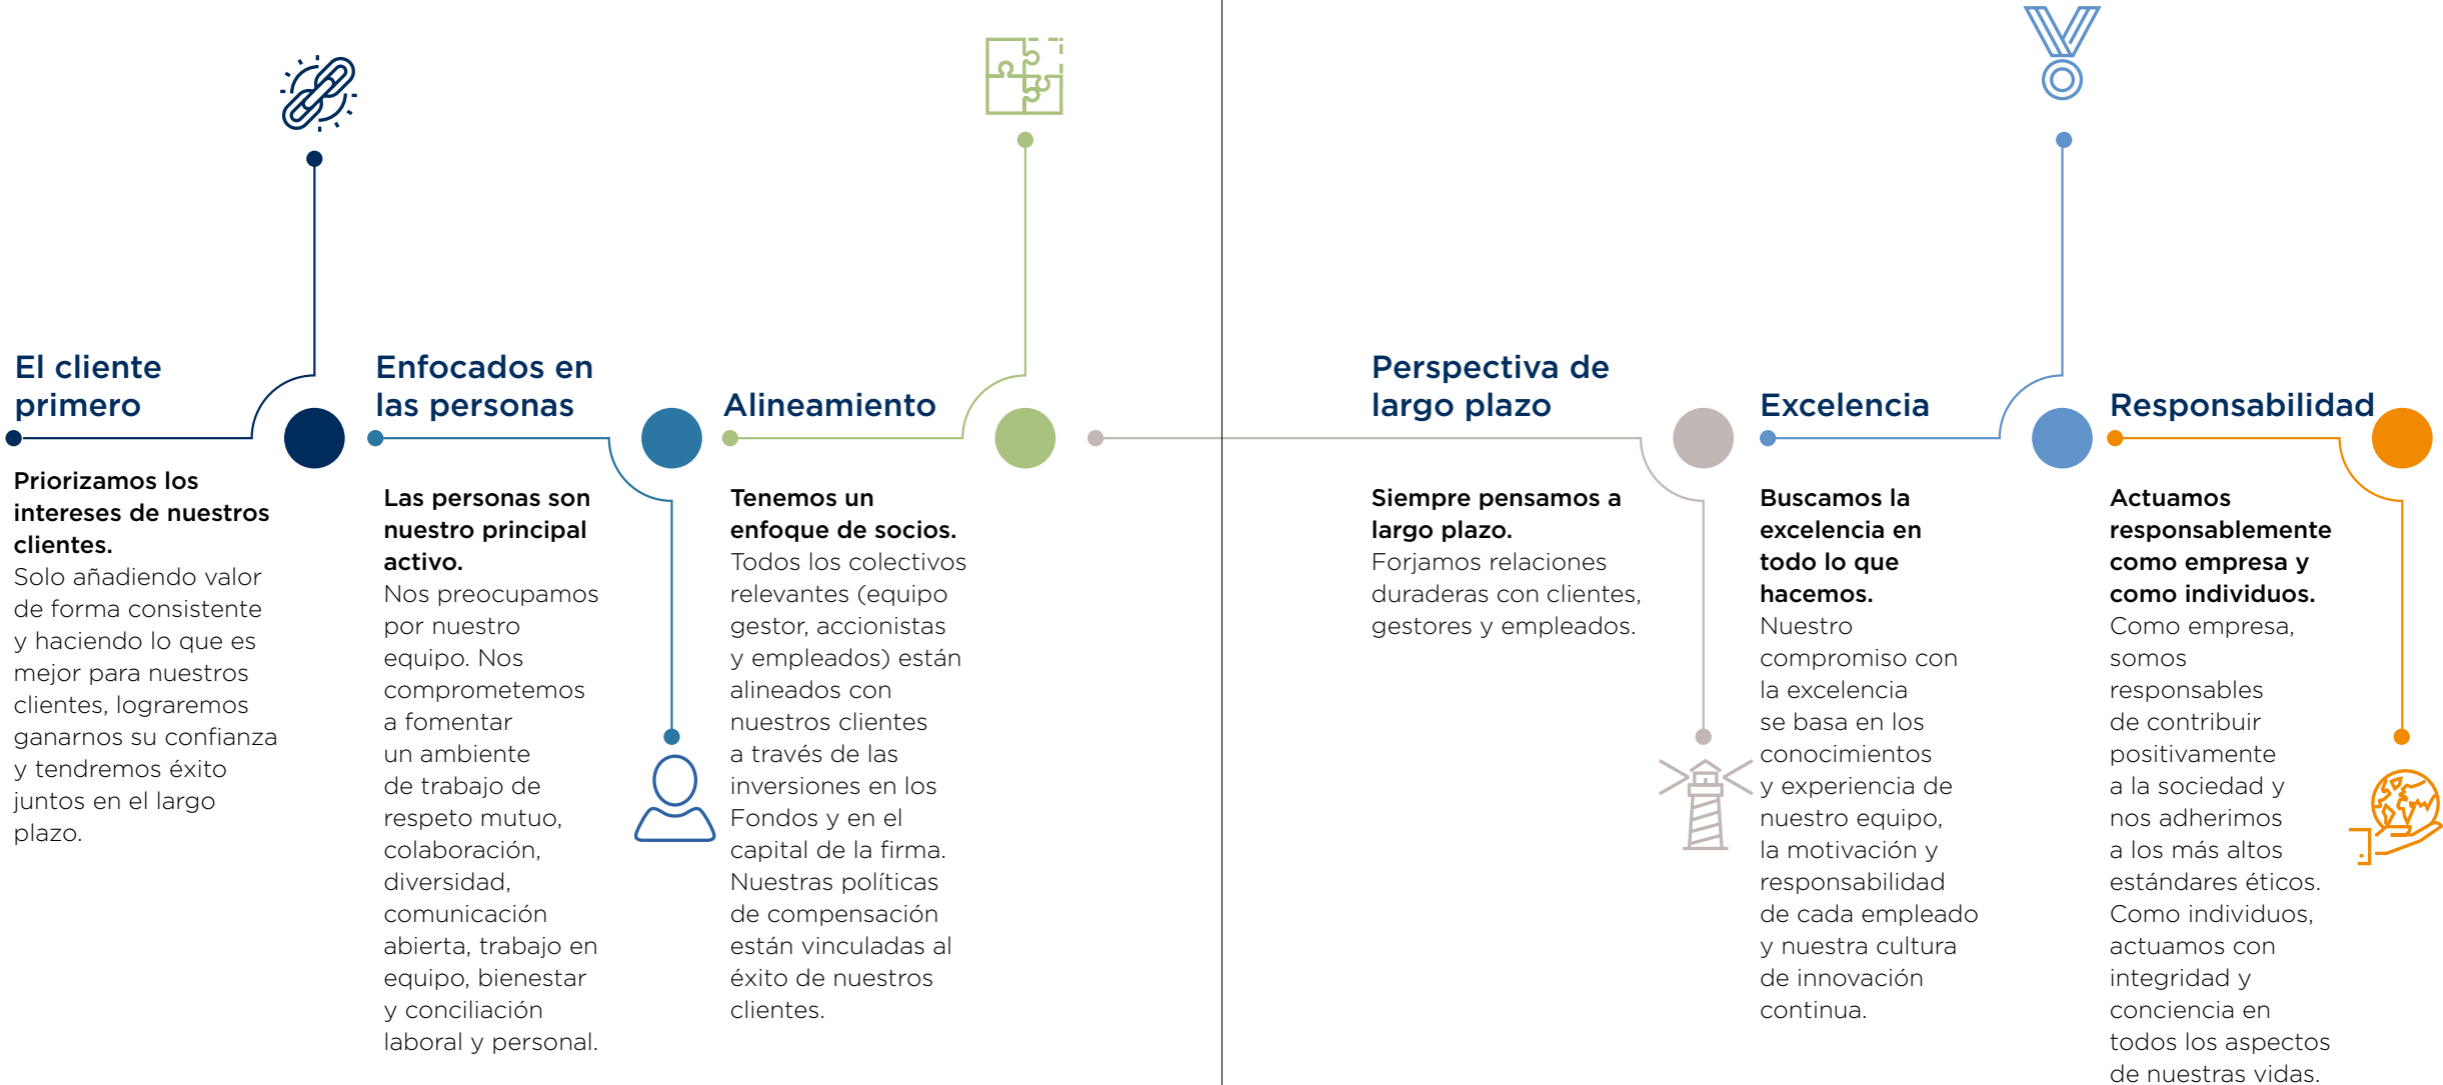 El cliente
primero
Priorizamos los
intereses de nuestros
clientes.
Solo añadiendo valor
de forma consistente
y haciendo lo que es
mejor para nuestros
clientes, lograremos
ganarnos su confianza
y tendremos éxito
juntos en el largo
plazo.
Enfocados en
las personas
Las personas son
nuestro principal
activo.
Nos preocupamos
por nuestro
equipo. Nos
comprometemos
a fomentar
un ambiente
de trabajo de
respeto mutuo,
colaboración,
diversidad,
comunicación
abierta, trabajo en
equipo, bienestar
y conciliación
laboral y personal.
Alineamiento
Tenemos un
enfoque de socios.
Todos los colectivos
relevantes (equipo
gestor, accionistas
y empleados) están
alineados con
nuestros clientes
a través de las
inversiones en los
Fondos y en el
capital de la firma.
Nuestras políticas
de compensación
están vinculadas al
éxito de nuestros
clientes.
Perspectiva de
largo plazo
Siempre pensamos a
largo plazo.
Forjamos relaciones
duraderas con clientes,
gestores y empleados.
Excelencia
Buscamos la
excelencia en
todo lo que
hacemos.
Nuestro
compromiso con
la excelencia
se basa en los
conocimientos
y experiencia de
nuestro equipo,
la motivación y
responsabilidad
de cada empleado
y nuestra cultura
de innovación
continua.
Responsabilidad
Actuamos
responsablemente
como empresa y
como individuos.
Como empresa,
somos
responsables
de contribuir
positivamente
a la sociedad y
nos adherimos
a los más altos
estándares éticos.
Como individuos,
actuamos con
integridad y
conciencia en
todos los aspectos
de nuestras vidas.